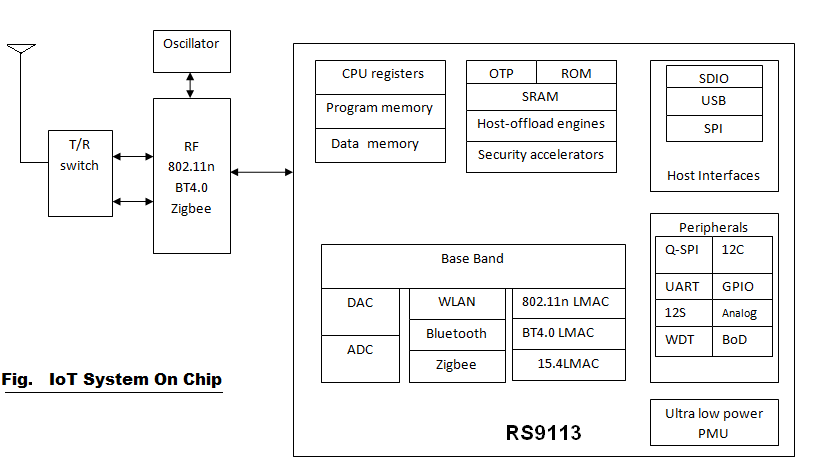 Oscillator
T/R
switch
RF
802.11n
BT4.0
Zigbee
CPU registers
Program memory
Data memory
OTP
ROM
SRAM
Host-offload engines
Security accelerators
SDIO
USB
SPI
Host Interfaces
Peripherals
Q-SPI
12C
UART
GPIO
12S
Analog
WDT
BoD
Base Band
DAC
ADC
WLAN
Bluetooth
Zigbee
802.11n LMAC
BT4.0 LMAC
15.4LMAC
Ultra low power
PMU
RS9113
Fig. IoT System On Chip